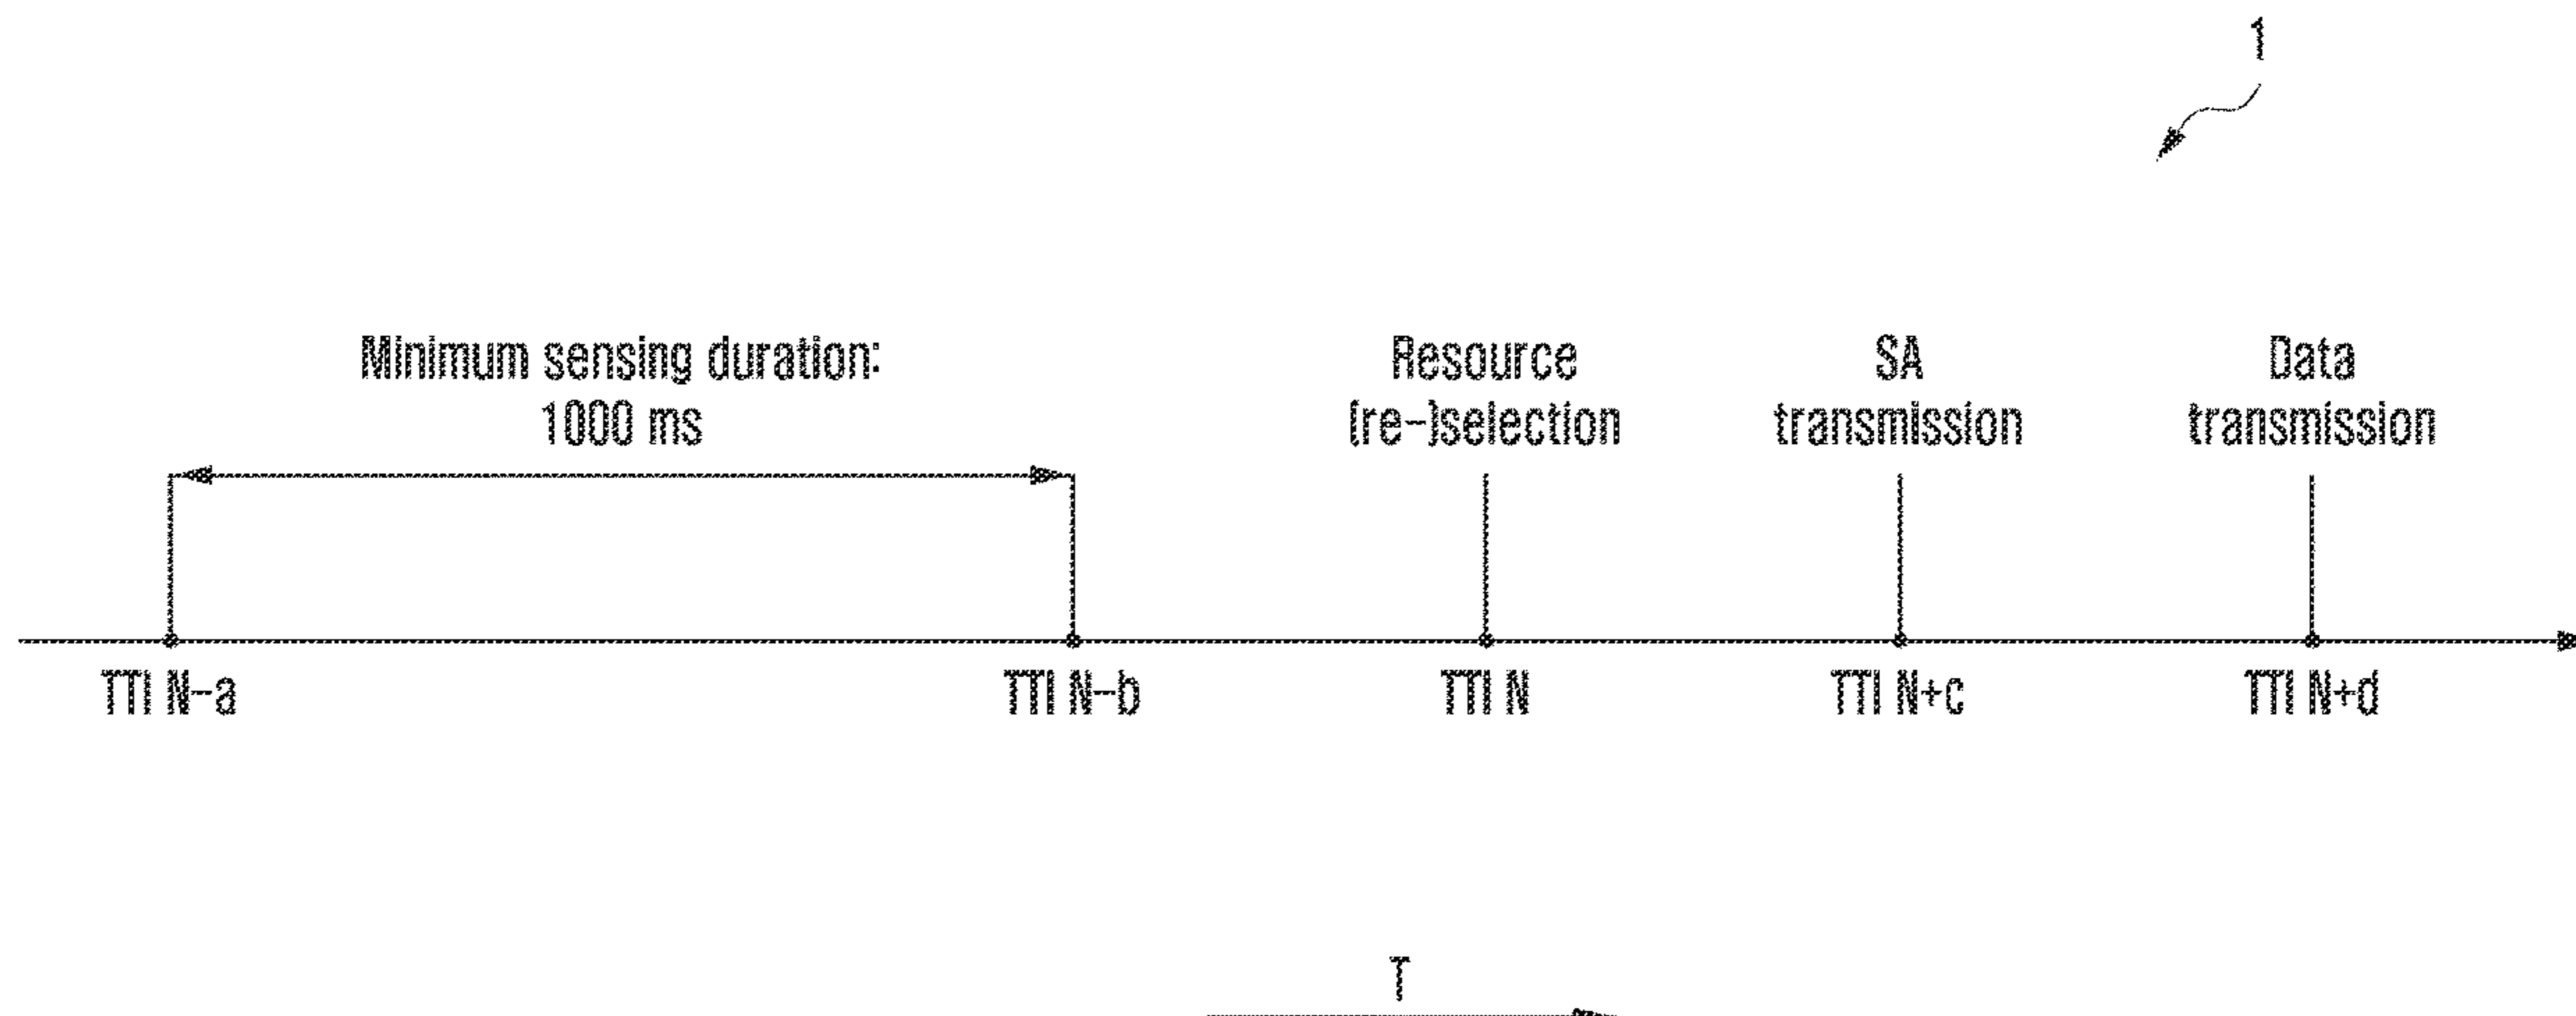 1
Minimum sensing duration:
1000 ms
Resource
(re-)selection
SA
transmission
Data
transmission
TTI N-a
TTI N-b
TTI N
TTI N+c
TTI N+d
T